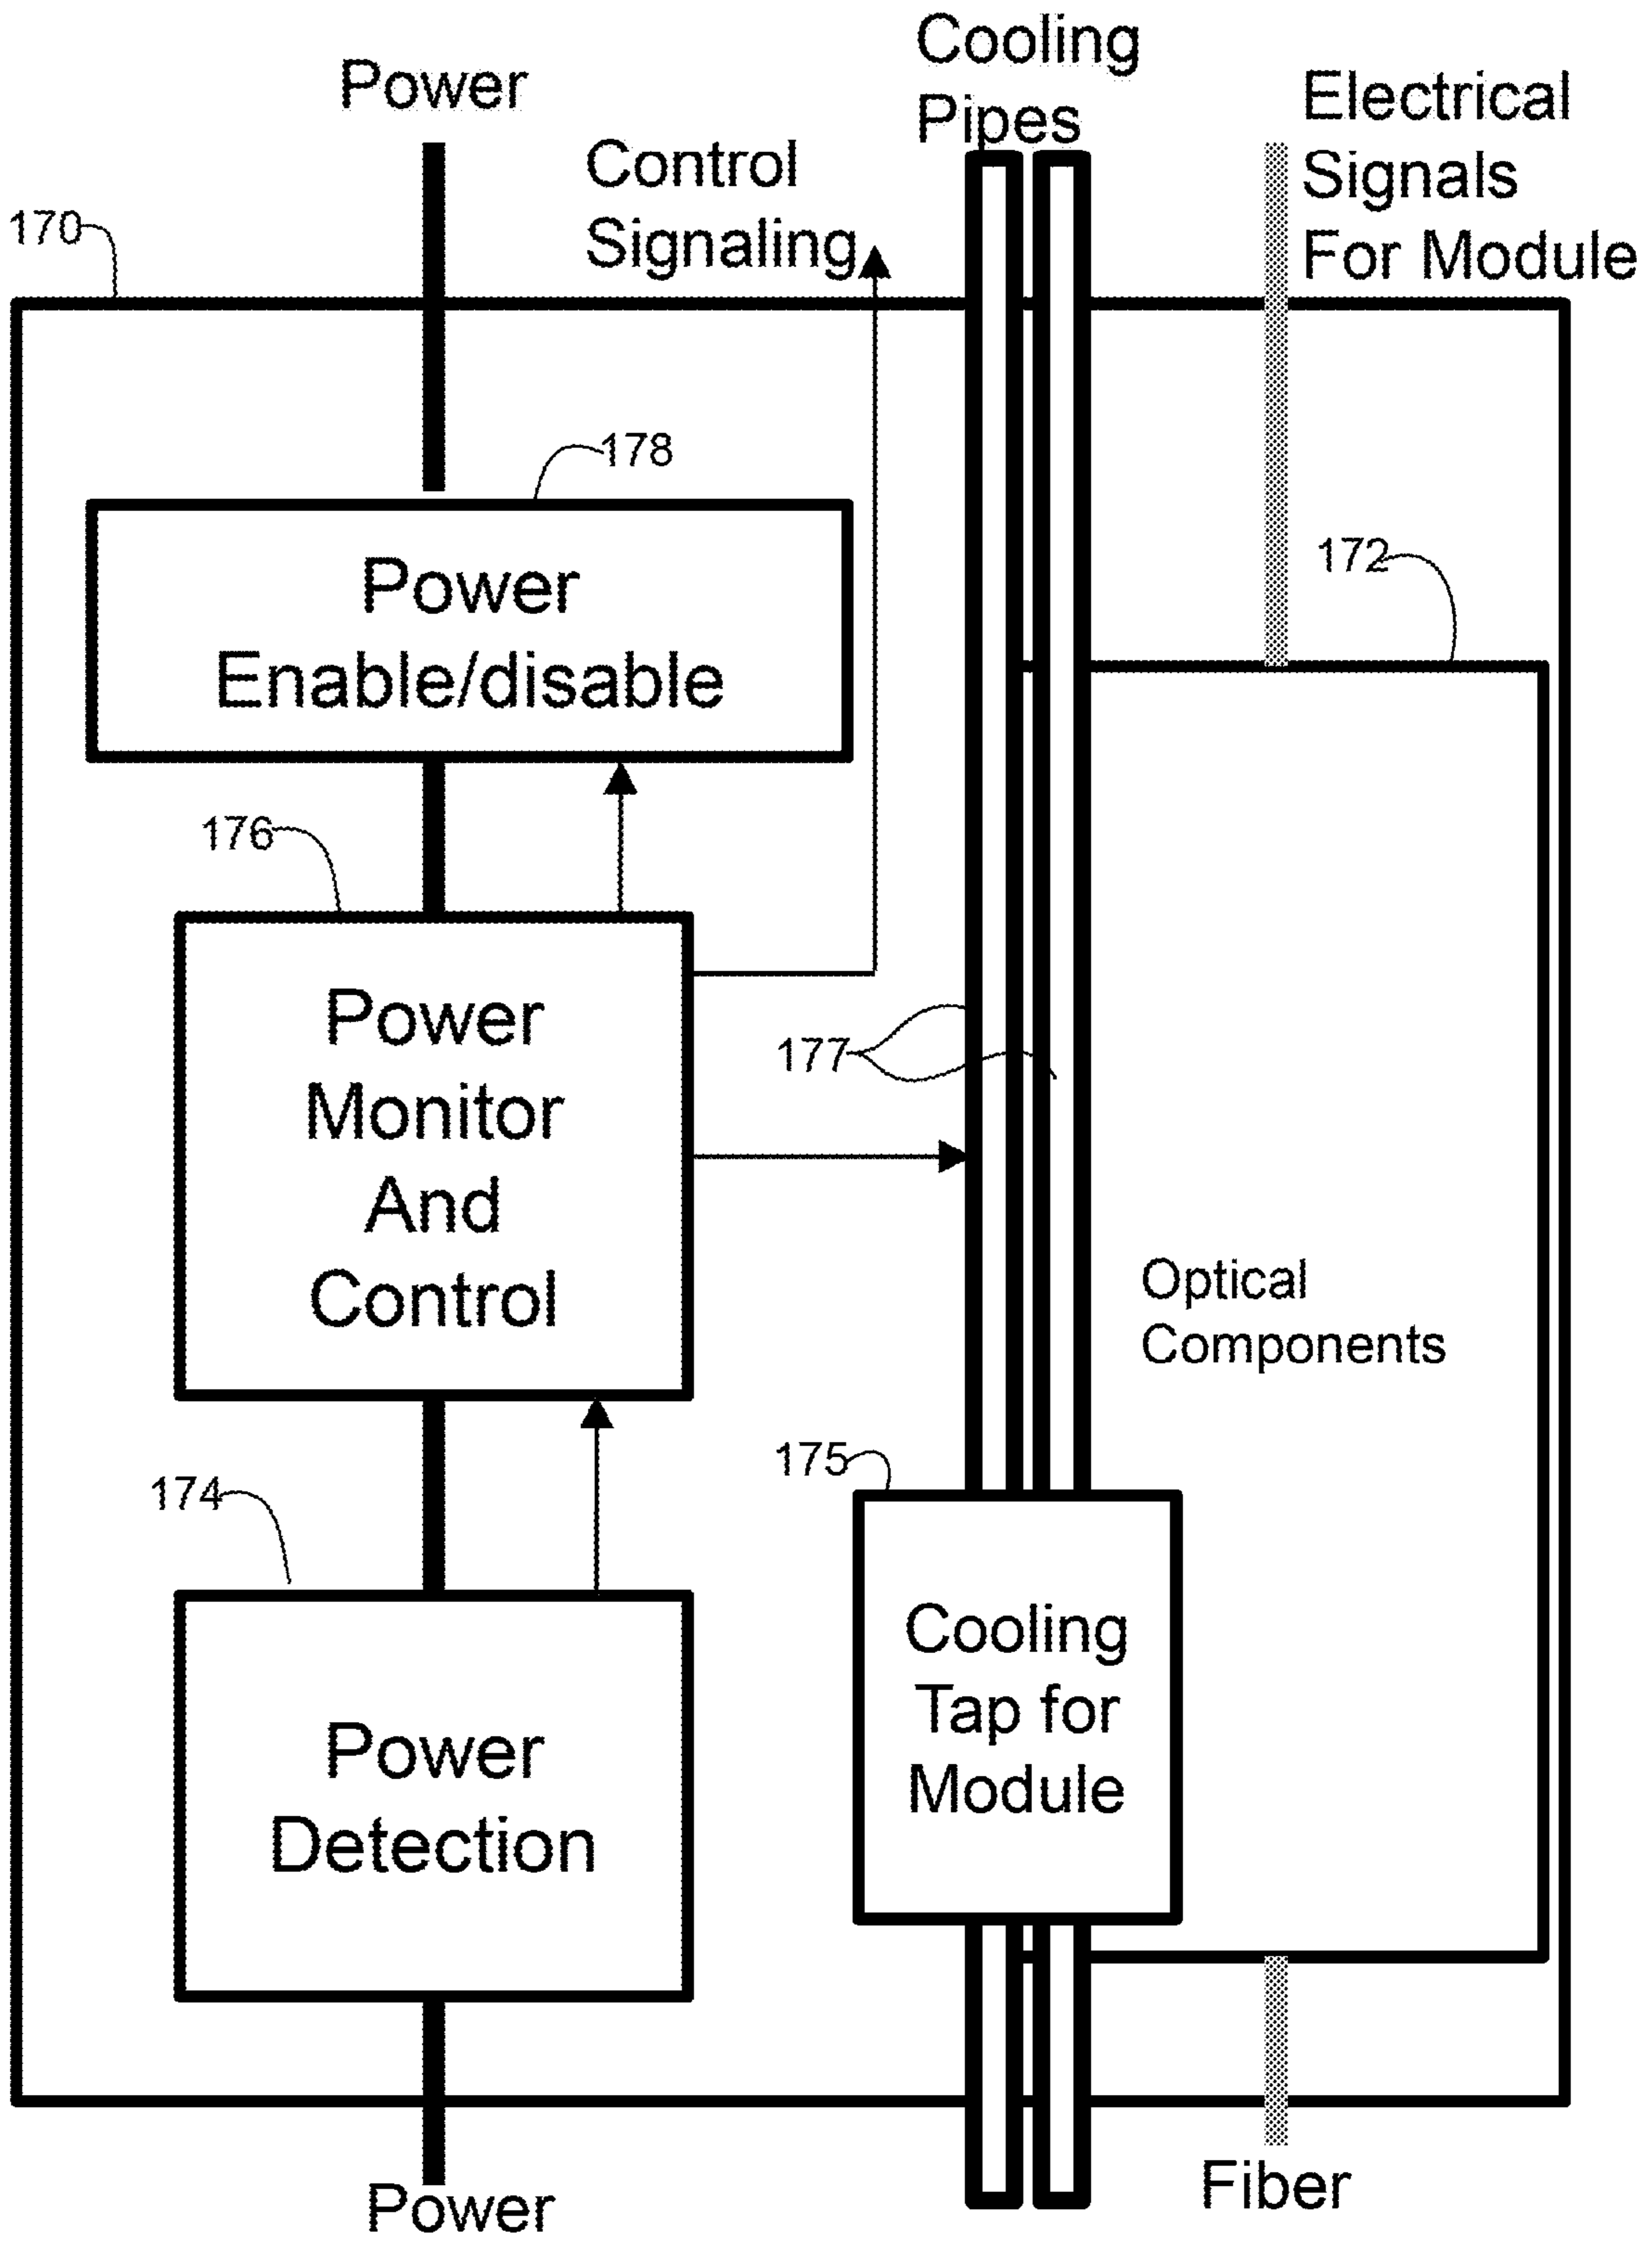 Power
Control
Signaling
Cooling
Pipes
Electrical
Signals
For Module
170
178
Power
Enable/disable
172
176
Power
Monitor
And
Control
177
Optical
Components
175
174
Cooling
Tap for
Module
Power
Detection
Power
Fiber